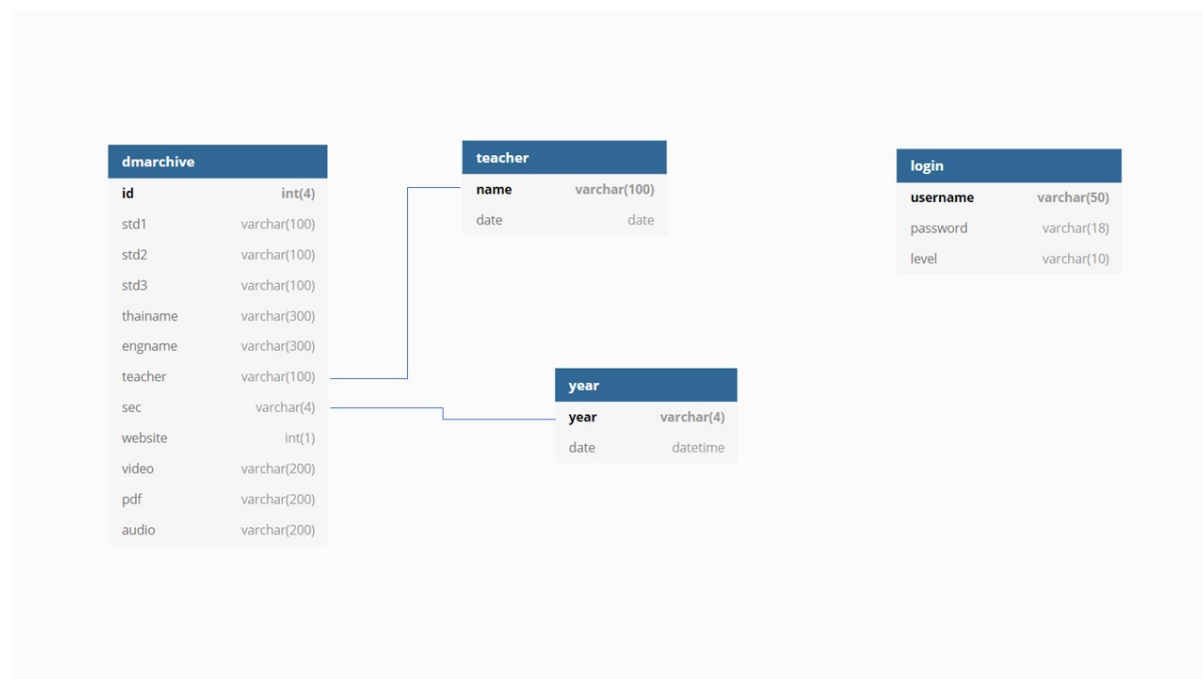 dmarchive
id int(4)
std1 varchar(100)
std2 varchar(100)
std3 varchar(100)
thainame varchar(300)
engname varchar(300)
teacher varchar(100)
sec varchar(4)
website int(1)
video varchar(200)
pdf varchar(200)
audio varchar(200)
teacher
name varchar(100)
date date
year
year varchar(4)
date datetime
login
username varchar(50)
password varchar(18)
level varchar(10)